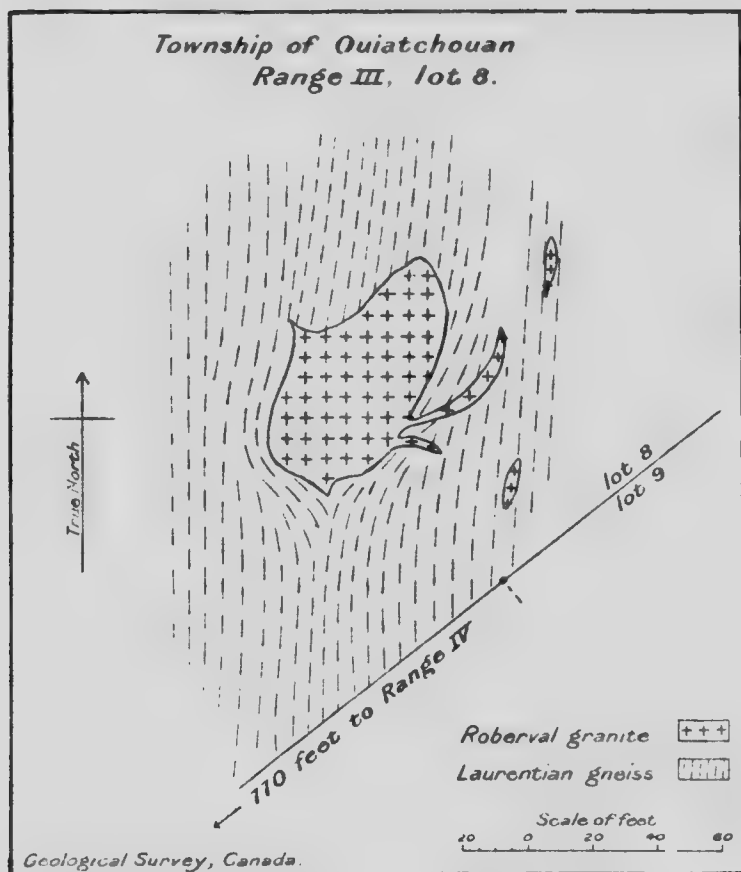 Township of Ouiatchouan
Range III, lot 8.
True North
lot 8
lot 9
110 feet to Range IV
Roberval granite
Laurentian gneiss
Scale of feet
20 0 20 40 60
Geological Survey, Canada.